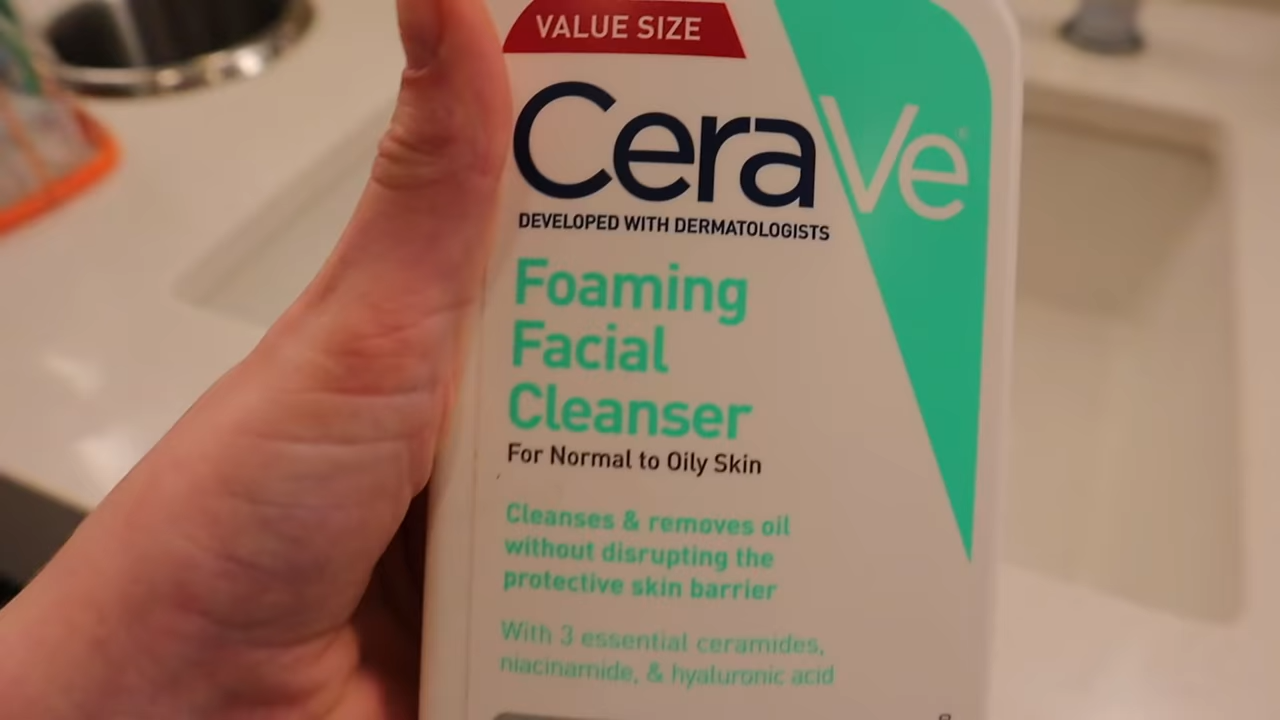 VALUE SIZE
CeraVe®
DEVELOPED WITH DERMATOLOGISTS
Foaming
Facial
Cleanser
For Normal to Oily Skin
Cleanses & removes oil
without disrupting the
protective skin barrier
With 3 essential ceramides,
niacinamide, & hyaluronic acid